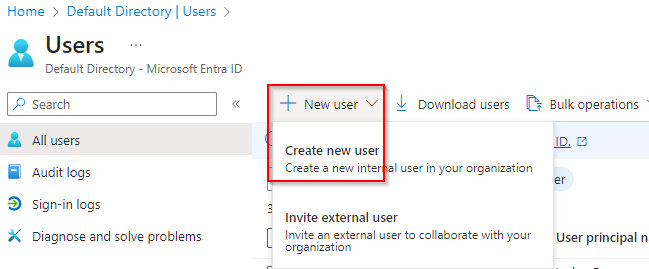 Home > Default Directory | Users >
Users ...
Default Directory - Microsoft Entra ID
Search
«
New user
Download users
Bulk operations
All users
Audit logs
Sign-in logs
Diagnose and solve problems
Create new user
Create a new internal user in your organization
Invite external user
Invite an external user to collaborate with your
organization
ID.
er
3
User principal n